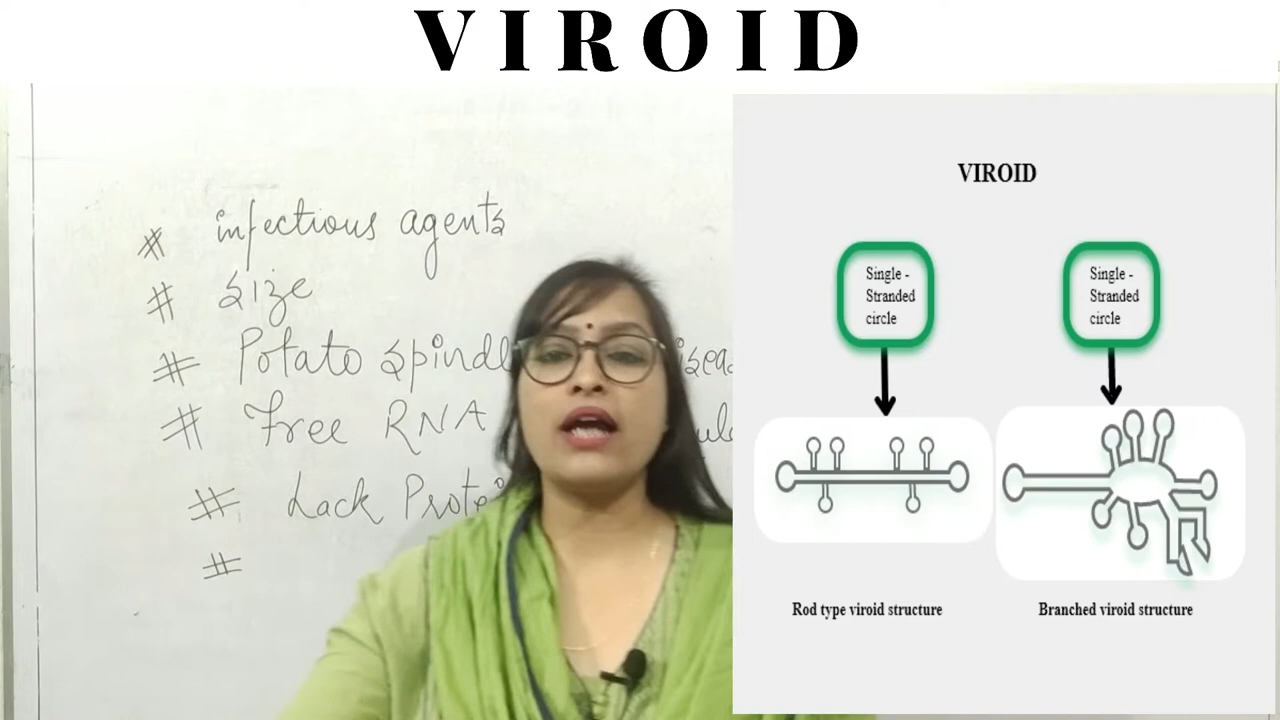 VIROID
# infectious agents
# Size
# Potato Spindl
# Free RNA
# Lack
#
VIROID
Single -
Stranded
circle
Single -
Stranded
circle
Rod type viroid structure
Branched viroid structure